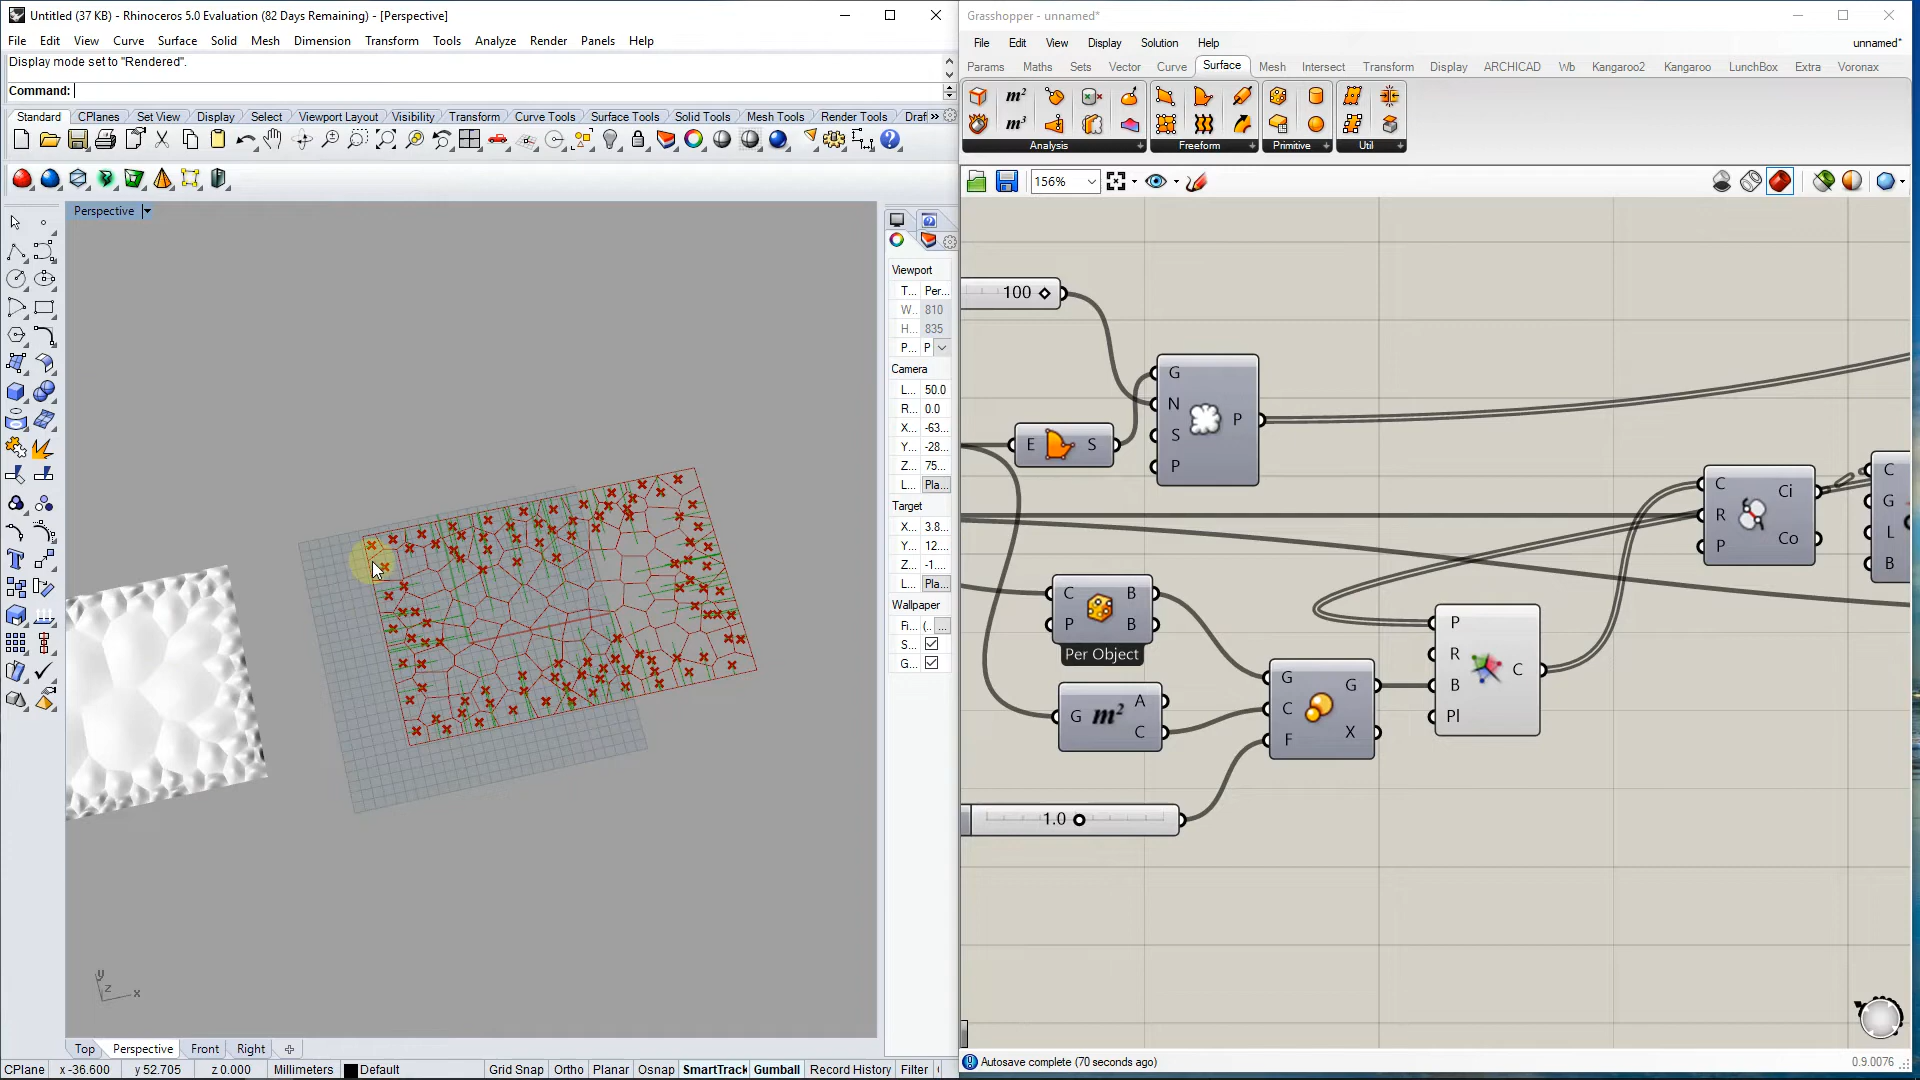 Untitled (37 KB) - Rhinoceros 5.0 Evaluation (82 Days Remaining) - [Perspective]
File Edit View Curve Surface Solid Mesh Dimension Transform Tools Analyze Render Panels Help
Display mode set to "Rendered".
Command:
Standard CPlanes Set View Display Select Viewport Layout Visibility Transform Curve Tools Surface Tools Solid Tools Mesh Tools Render Tools Draf »
Perspective
Viewport
T... Per...
W... 810
H... 835
P... P
Camera
L... 50.0
R... 0.0
X... -63
Y... -28
Z... 75...
L... Pla...
Target
X... 3.8...
Y... 12...
Z... -1....
L... Pla...
Wallpaper
Fi... (.. ...
S...
G...
y
z x
Top Perspective Front Right
CPlane x -36.600 y 52.705 z 0.000 Millimeters Default Grid Snap Ortho Planar Osnap SmartTrack Gumball Record History Filter
Grasshopper - unnamed*
File Edit View Display Solution Help unnamed*
Params Maths Sets Vector Curve Surface Mesh Intersect Transform Display ARCHICAD Wb Kangaroo2 Kangaroo LunchBox Extra Voronax
m² m³
Analysis Freeform Primitive Util
156%
100
G
N
S
P
P
E S
C
R
P
Ci
Co
C
G
L
B
C B
P B
Per Object
G m² A
C
G
C
F
G
X
P
R
B
Pl
C
1.0
Autosave complete (70 seconds ago) 0.9.0076